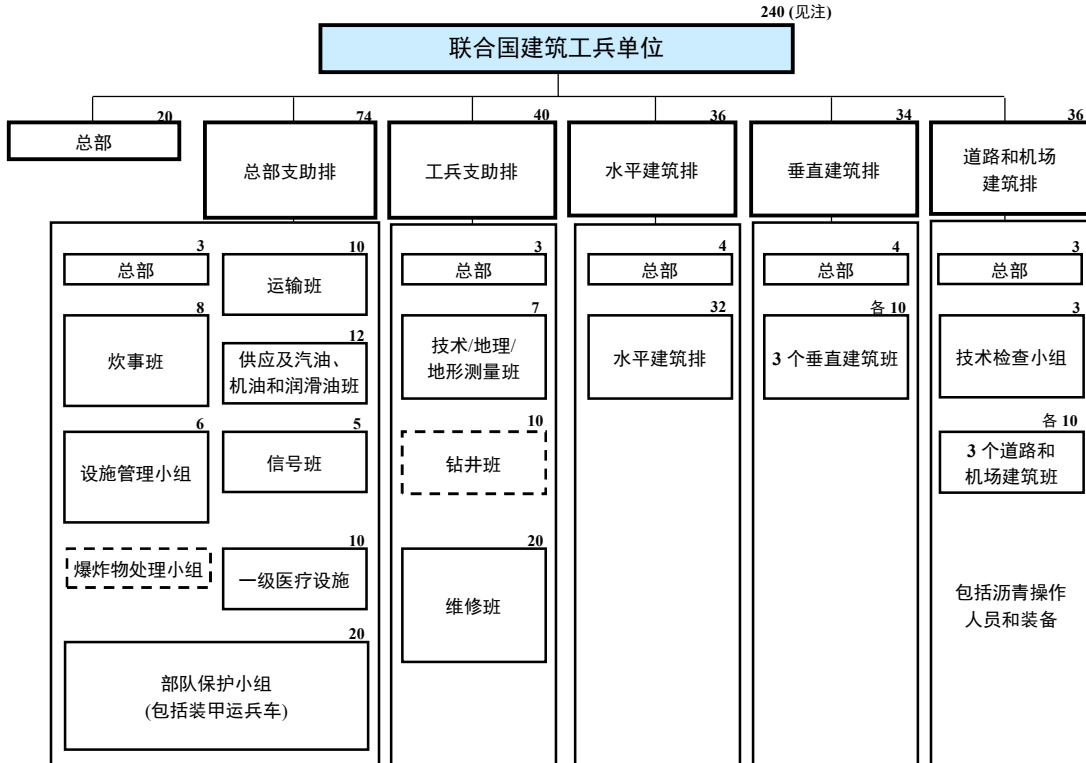 240 (见注)
联合国建筑工兵单位
20
总部
74
总部支助排
40
工兵支助排
36
水平建筑排
34
垂直建筑排
36
道路和机场
建筑排
3
总部
10
运输班
8
炊事班
12
供应及汽油、
机油和润滑油班
6
设施管理小组
5
信号班
爆炸物处理小组
10
一级医疗设施
20
部队保护小组
(包括装甲运兵车)
3
总部
7
技术/地理/
地形测量班
10
钻井班
20
维修班
4
总部
32
水平建筑排
4
总部
各 10
3 个垂直建筑班
3
总部
3
技术检查小组
各 10
3 个道路和
机场建筑班
包括沥青操作
人员和装备